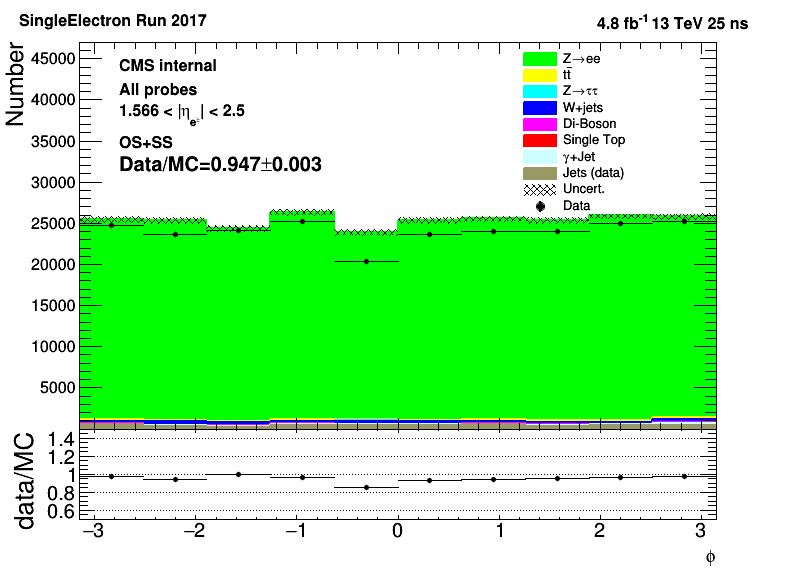 SingleElectron Run 2017
4.8 fb⁻¹ 13 TeV 25 ns
Number
45000
40000
35000
30000
25000
20000
15000
10000
5000
CMS internal
All probes
1.566 < |η_e±| < 2.5
OS+SS
Data/MC=0.947±0.003
Z→ee
tt̄
Z→ττ
W+jets
Di-Boson
Single Top
γ+Jet
Jets (data)
Uncert.
Data
data/MC
1.4
1.2
1
0.8
0.6
−3 −2 −1 0 1 2 3
ϕ